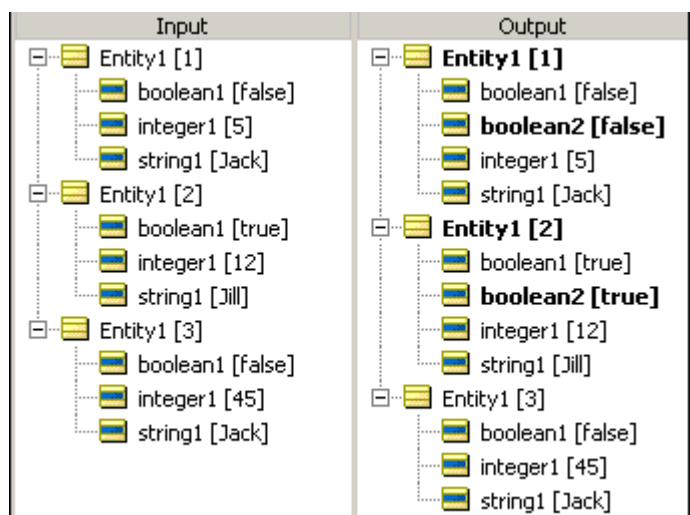 Input
Entity1 [1]
boolean1 [false]
integer1 [5]
string1 [Jack]
Entity1 [2]
boolean1 [true]
integer1 [12]
string1 [Jill]
Entity1 [3]
boolean1 [false]
integer1 [45]
string1 [Jack]
Output
Entity1 [1]
boolean1 [false]
boolean2 [false]
integer1 [5]
string1 [Jack]
Entity1 [2]
boolean1 [true]
boolean2 [true]
integer1 [12]
string1 [Jill]
Entity1 [3]
boolean1 [false]
integer1 [45]
string1 [Jack]